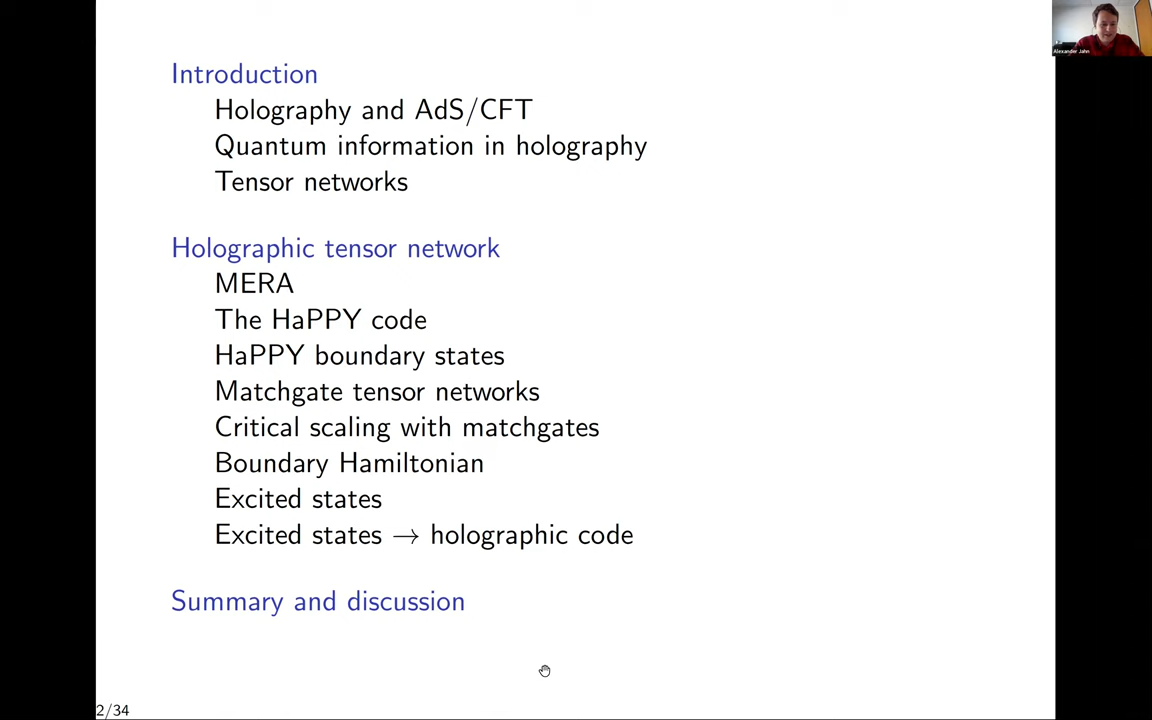 Alexander Jahn
Introduction
Holography and AdS/CFT
Quantum information in holography
Tensor networks
Holographic tensor network
MERA
The HaPPY code
HaPPY boundary states
Matchgate tensor networks
Critical scaling with matchgates
Boundary Hamiltonian
Excited states
Excited states → holographic code
Summary and discussion
2/34